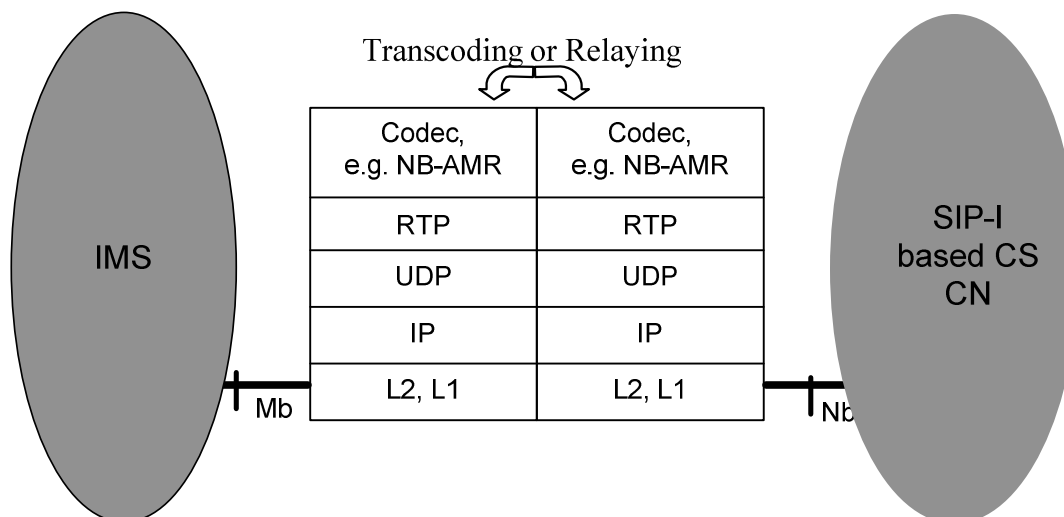 Transcoding or Relaying
IMS
Codec,
e.g. NB-AMR
Codec,
e.g. NB-AMR
RTP
RTP
UDP
UDP
IP
IP
L2, L1
L2, L1
Mb
Nb
SIP-I
based CS
CN